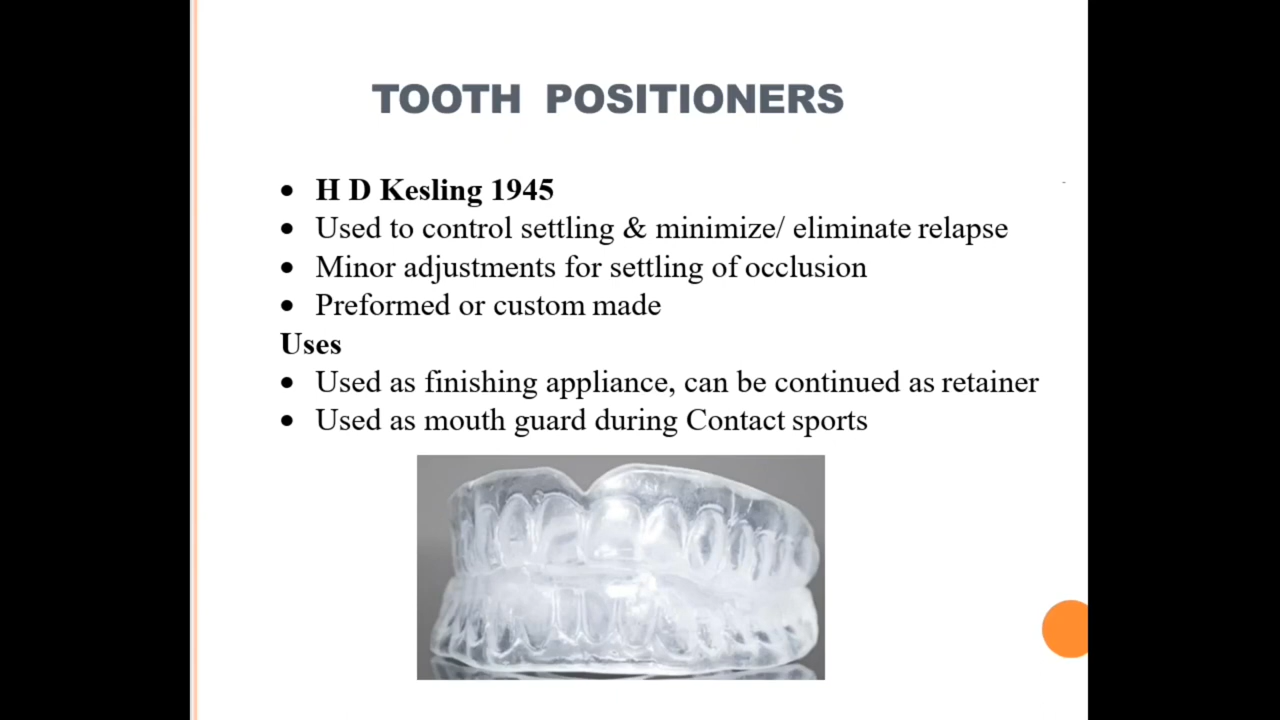 TOOTH POSITIONERS
• H D Kesling 1945
• Used to control settling & minimize/ eliminate relapse
• Minor adjustments for settling of occlusion
• Preformed or custom made
Uses
• Used as finishing appliance, can be continued as retainer
• Used as mouth guard during Contact sports